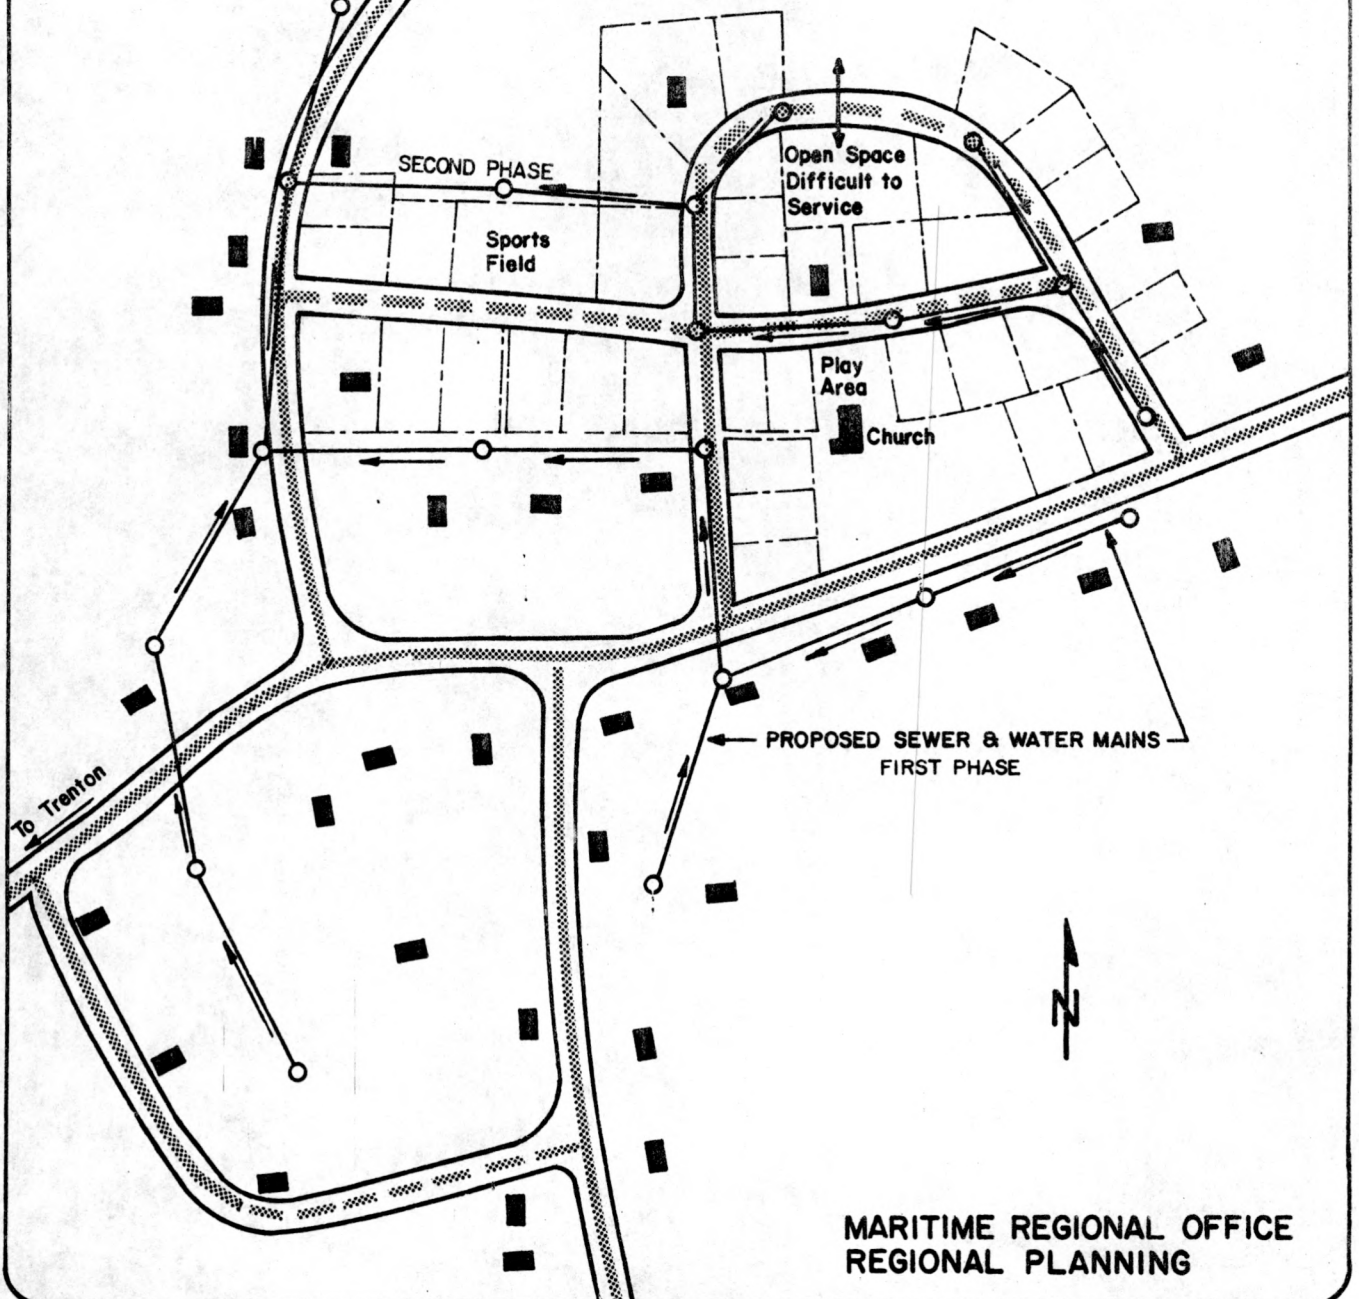 SECOND PHASE
Open Space
Difficult to
Service
Sports
Field
Play
Area
Church
PROPOSED SEWER & WATER MAINS
FIRST PHASE
To Trenton
N
MARITIME REGIONAL OFFICE
REGIONAL PLANNING